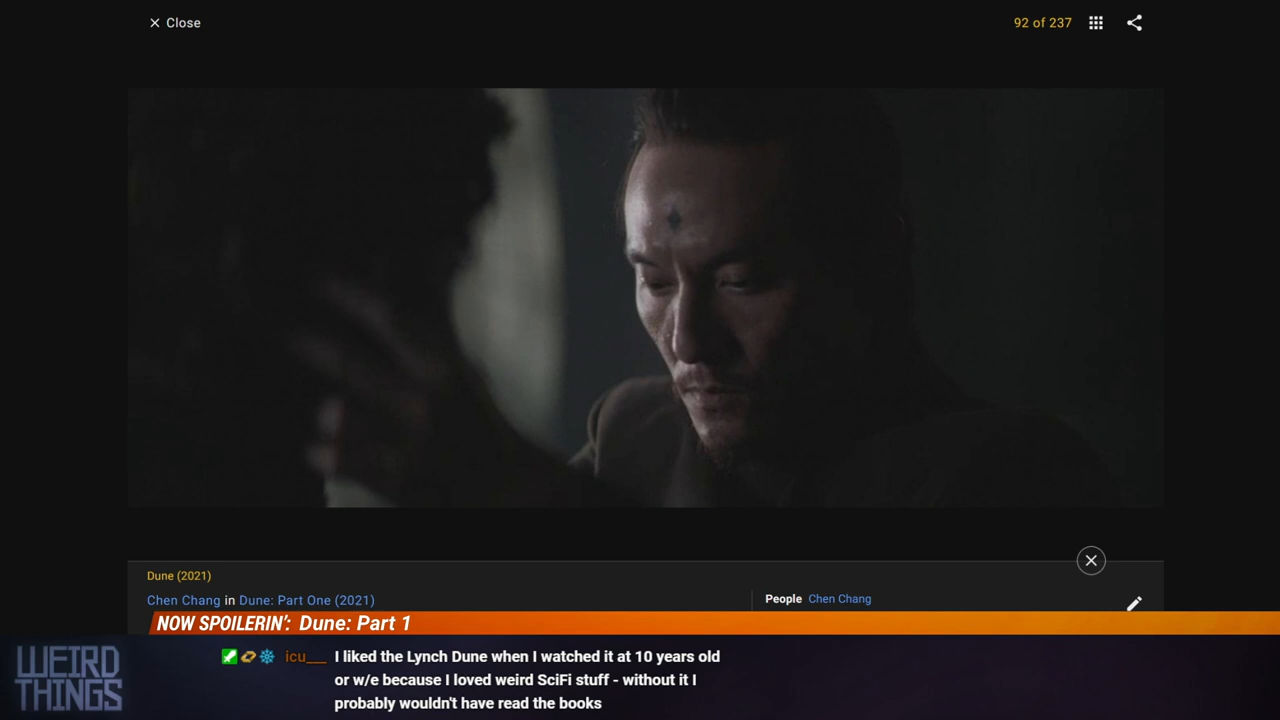 Close
92 of 237
Dune (2021)
Chen Chang in Dune: Part One (2021)
People Chen Chang
NOW SPOILERIN': Dune: Part 1
WEIRD
THINGS
icu___ I liked the Lynch Dune when I watched it at 10 years old
or w/e because I loved weird SciFi stuff - without it I
probably wouldn't have read the books